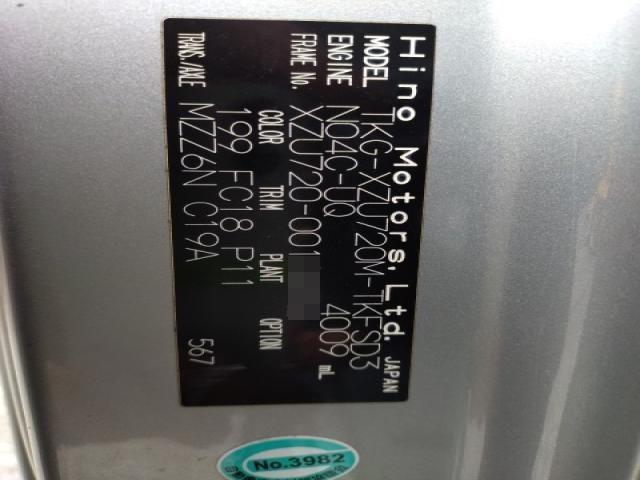 Hino Motors, Ltd. JAPAN
MODEL TKG-XZU720M-TKFSD3
ENGINE N04C-UQ 4009 mL
FRAME No. XZU720-001
COLOR TRIM PLANT OPTION
199 FC18 P11
TRANS./AXLE MZZ6N C19A 567
No.3982